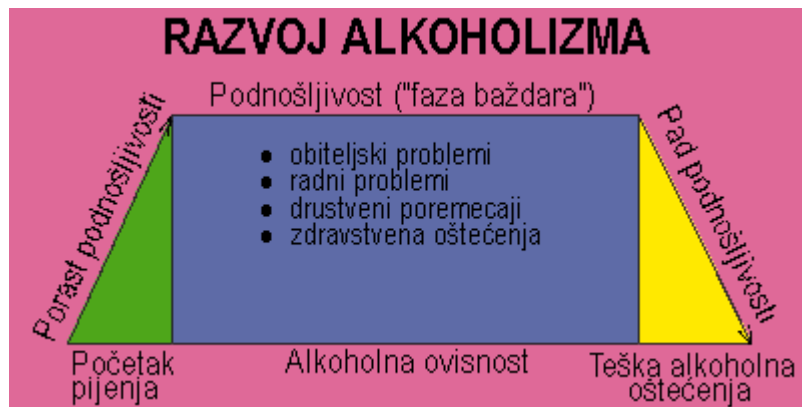 RAZVOJ ALKOHOLIZMA
Podnošljivost ("faza baždara")
Porast podnošljivosti
• obiteljski problemi
• radni problemi
• drustveni poremecaji
• zdravstvena oštećenja
Pad podnošljivosti
Početak
pijenja
Alkoholna ovisnost
Teška alkoholna
oštećenja